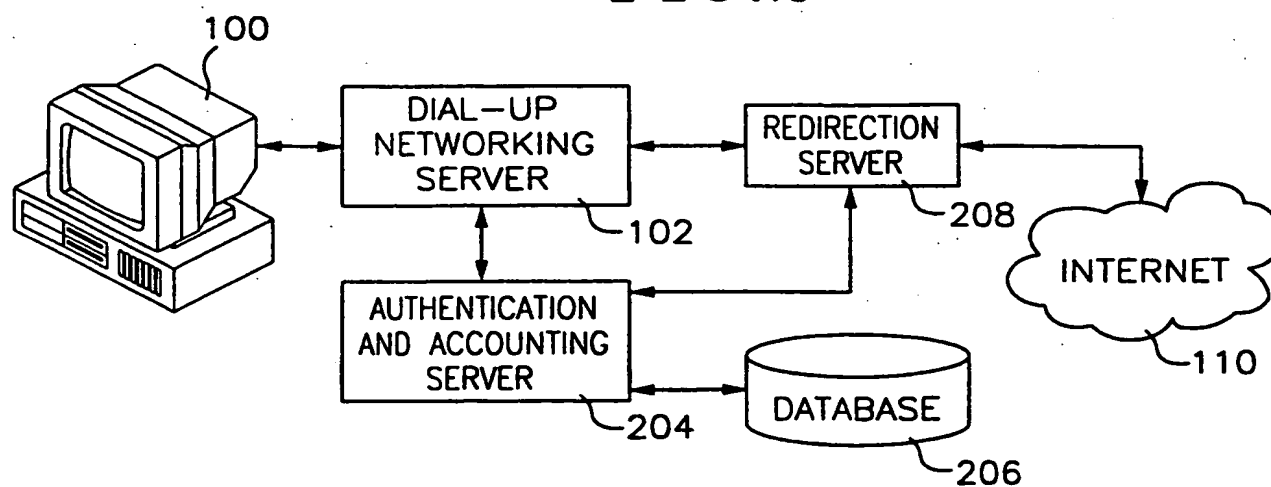 100
DIAL-UP
NETWORKING
SERVER
102
REDIRECTION
SERVER
208
INTERNET
110
AUTHENTICATION
AND ACCOUNTING
SERVER
204
DATABASE
206